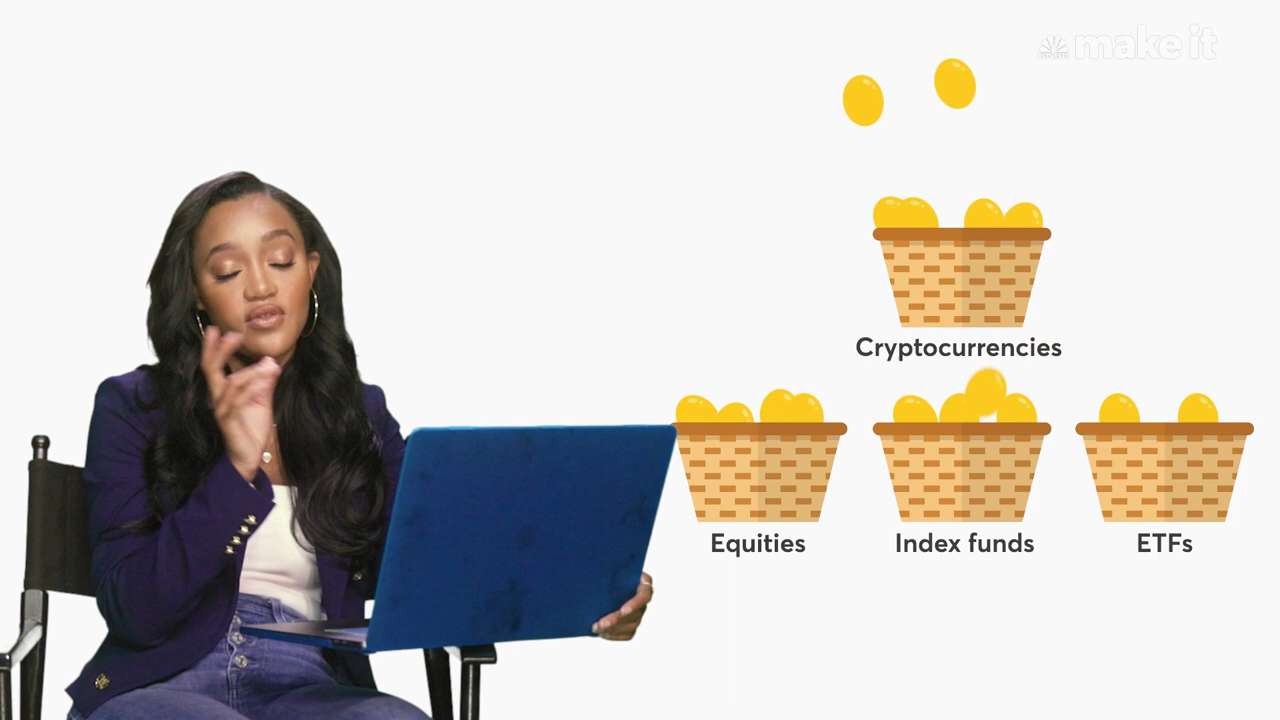 make it
Cryptocurrencies
Equities
Index funds
ETFs